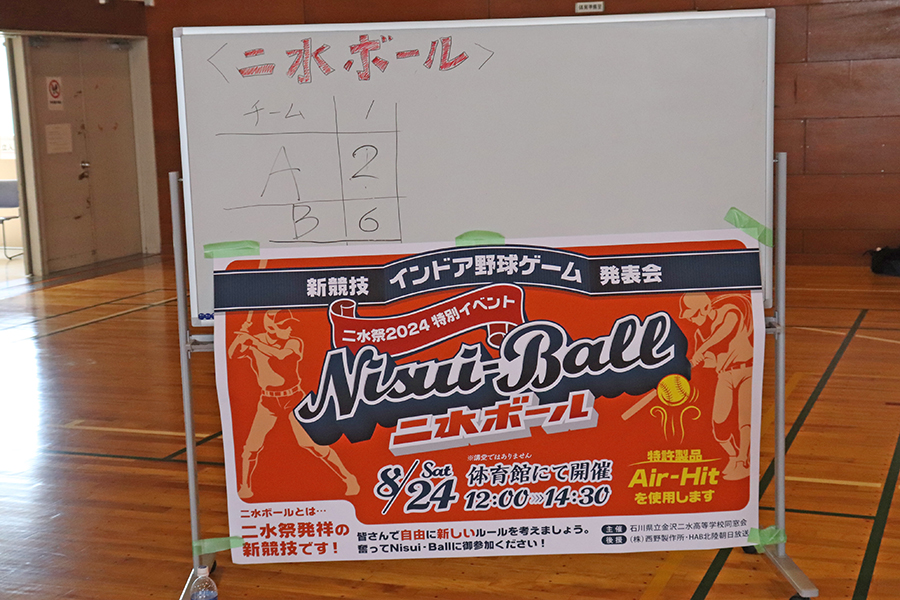 <二水ボール>
チーム 1
A 2
B 6
新競技 インドア野球ゲーム 発表会
二水祭2024 特別イベント
Nisui-Ball
二水ボール
※講堂ではありません
8/24 Sat 体育館にて開催
12:00 14:30
特許製品
Air-Hit
を使用します
二水ボールとは…
二水祭発祥の
新競技です!
皆さんで自由に新しいルールを考えましょう。
奮ってNisui-Ballに御参加ください!
主催 石川県立金沢二水高等学校同窓会
後援 (株)西野製作所・HAB北陸朝日放送